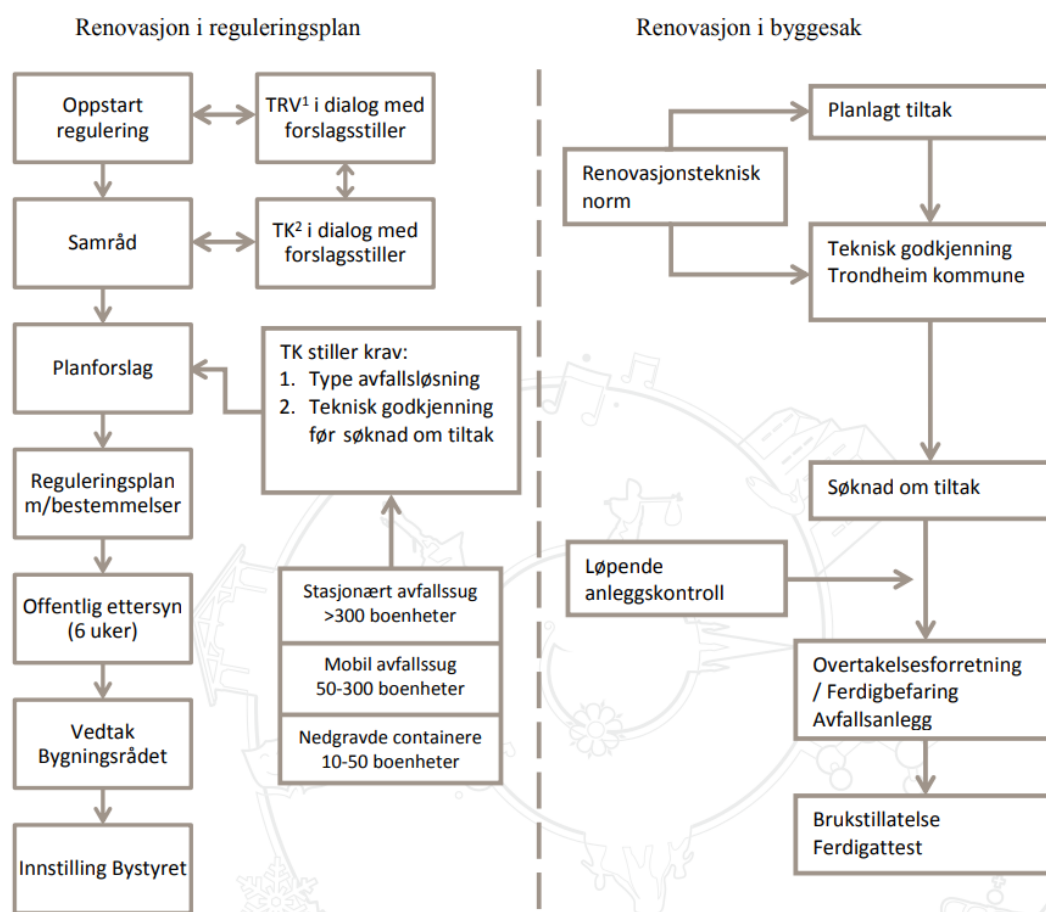 Renovasjon i reguleringsplan
Oppstart
regulering
TRV¹ i dialog med
forslagsstiller
Samråd
TK² i dialog med
forslagsstiller
Planforslag
TK stiller krav:
1. Type avfallsløsning
2. Teknisk godkjenning
før søknad om tiltak
Reguleringsplan
m/bestemmelser
Offentlig ettersyn
(6 uker)
Stasjonært avfallssug
>300 boenheter
Mobil avfallssug
50-300 boenheter
Nedgravde containere
10-50 boenheter
Vedtak
Bygningsrådet
Innstilling Bystyret
Renovasjon i byggesak
Planlagt tiltak
Renovasjonsteknisk
norm
Teknisk godkjenning
Trondheim kommune
Søknad om tiltak
Løpende
anleggskontroll
Overtakelsesforretning
/ Ferdigbefaring
Avfallsanlegg
Brukstillatelse
Ferdigattest